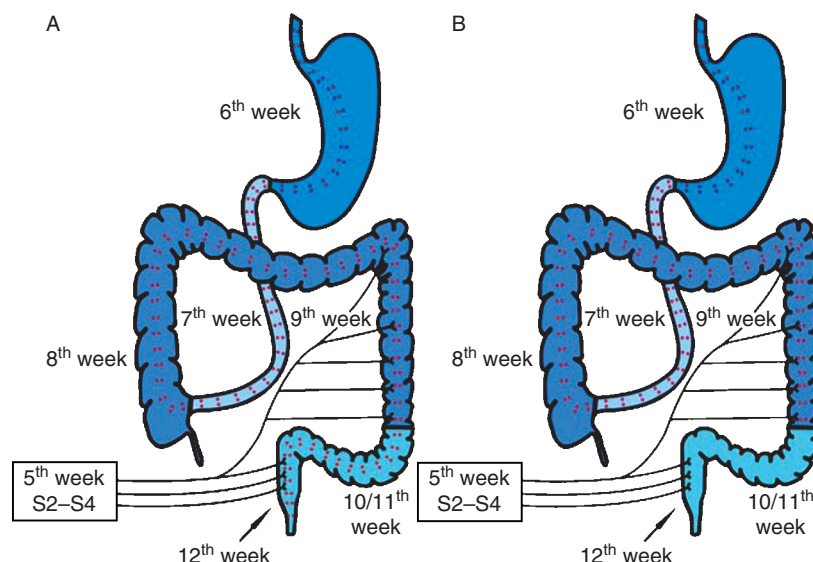 A
6th week
7th week
9th week
8th week
5th week
S2–S4
10/11th
week
12th week
B
6th week
7th week
9th week
8th week
5th week
S2–S4
10/11th
week
12th week